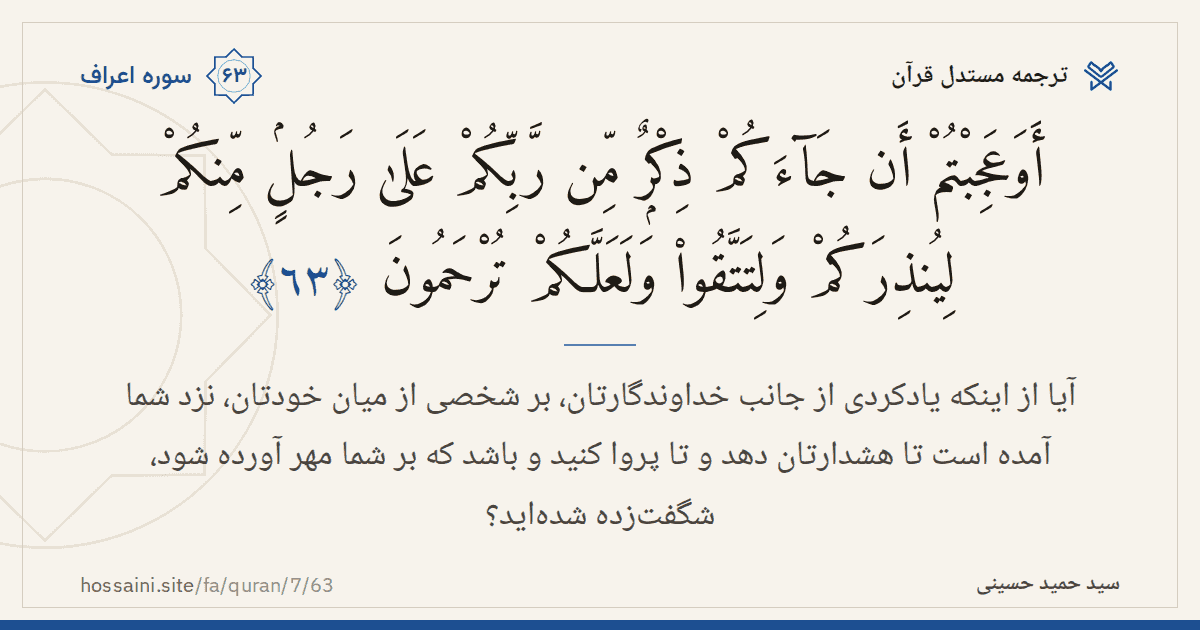 ترجمه مستدل قرآن
۶۳ سوره اعراف
أَوَعَجِبْتُمْ أَن جَآءَكُمْ ذِكْرٌ مِّن رَّبِّكُمْ عَلَىٰ رَجُلٍ مِّنكُمْ
لِيُنذِرَكُمْ وَلِتَتَّقُوا۟ وَلَعَلَّكُمْ تُرْحَمُونَ ﴿٦٣﴾
آیا از اینکه یادکردی از جانب خداوندگارتان، بر شخصی از میان خودتان، نزد شما
آمده است تا هشدارتان دهد و تا پروا کنید و باشد که بر شما مهر آورده شود،
شگفت‌زده شده‌اید؟
سید حمید حسینی
hossaini.site/fa/quran/7/63